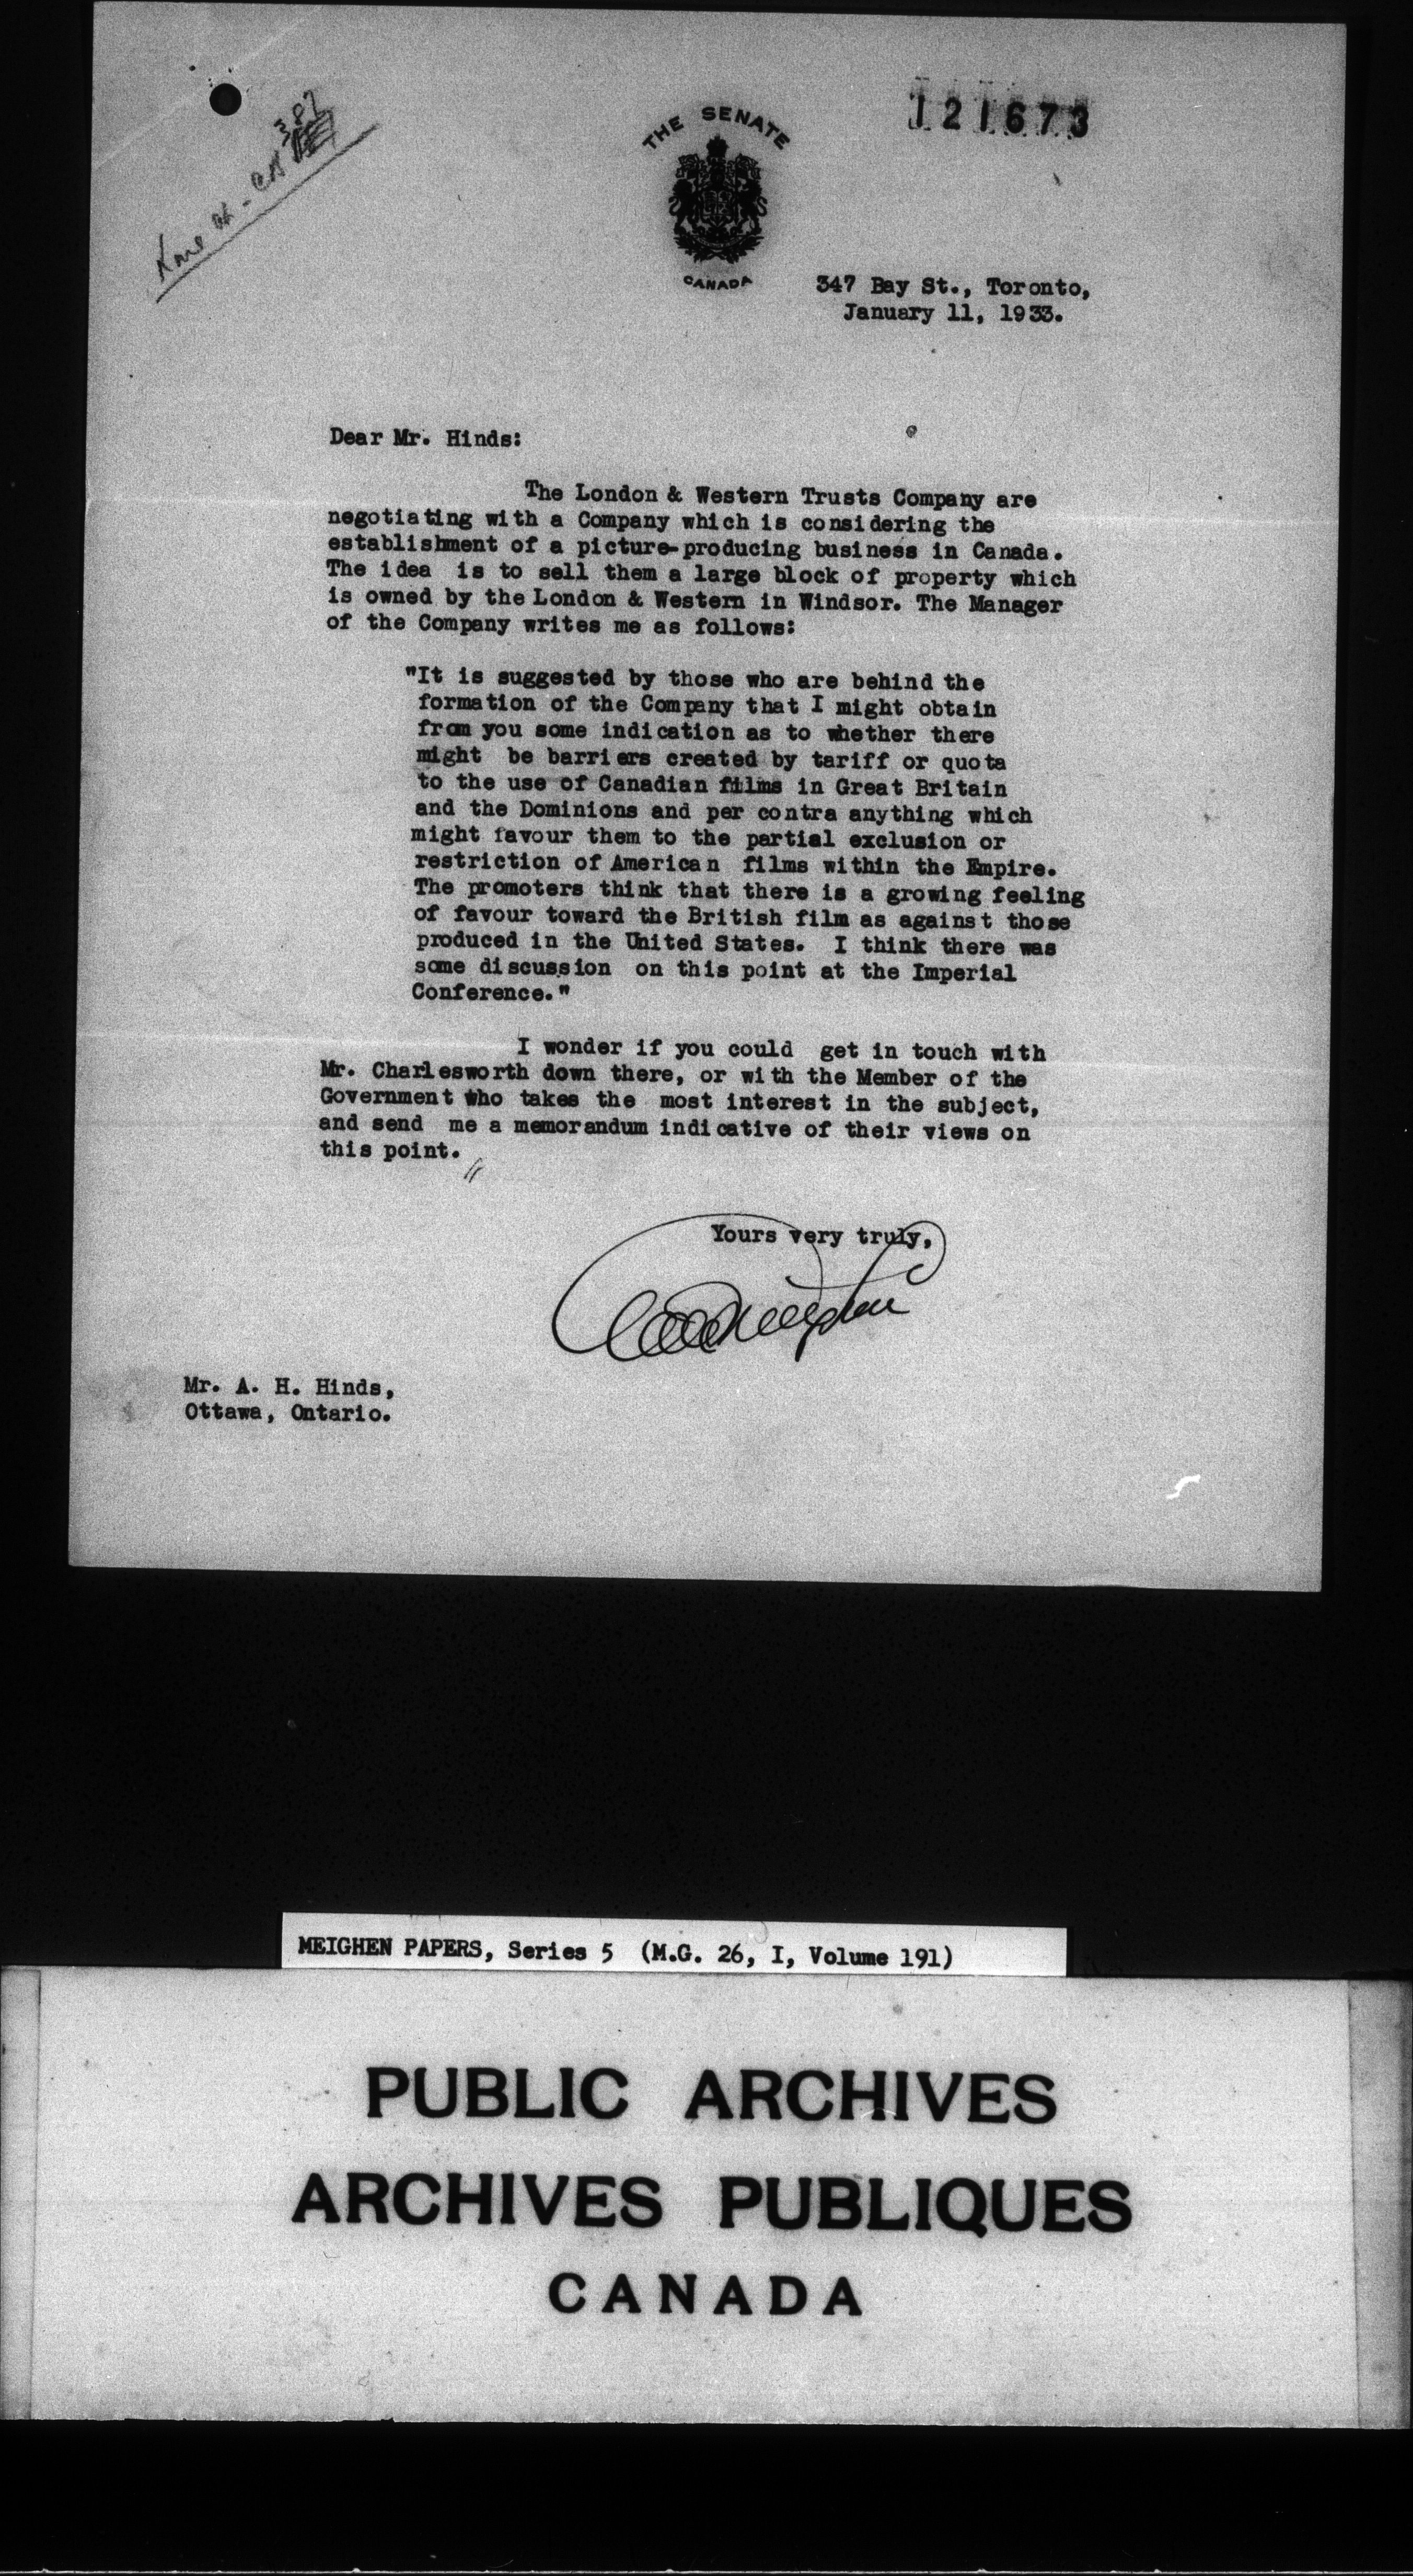 121673
THE SENATE
CANADA
382
347 Bay St., Toronto,
January 11, 1933.
Dear Mr. Hinds:
The London & Western Trusts Company are
negotiating with a Company which is considering the
establishment of a picture-producing business in Canada.
The idea is to sell them a large block of property which
is owned by the London & Western in Windsor. The Manager
of the Company writes me as follows:
"It is suggested by those who are behind the
formation of the Company that I might obtain
from you some indication as to whether there
might be barriers created by tariff or quota
to the use of Canadian films in Great Britain
and the Dominions and per contra anything which
might favour them to the partial exclusion or
restriction of American films within the Empire.
The promoters think that there is a growing feeling
of favour toward the British film as against those
produced in the United States. I think there was
some discussion on this point at the Imperial
Conference."
I wonder if you could get in touch with
Mr. Charlesworth down there, or with the Member of the
Government who takes the most interest in the subject,
and send me a memorandum indicative of their views on
this point.
Yours very truly,
Mr. A. H. Hinds,
Ottawa, Ontario.
MEIGHEN PAPERS, Series 5 (M.G. 26, I, Volume 191)
PUBLIC ARCHIVES
ARCHIVES PUBLIQUES
CANADA